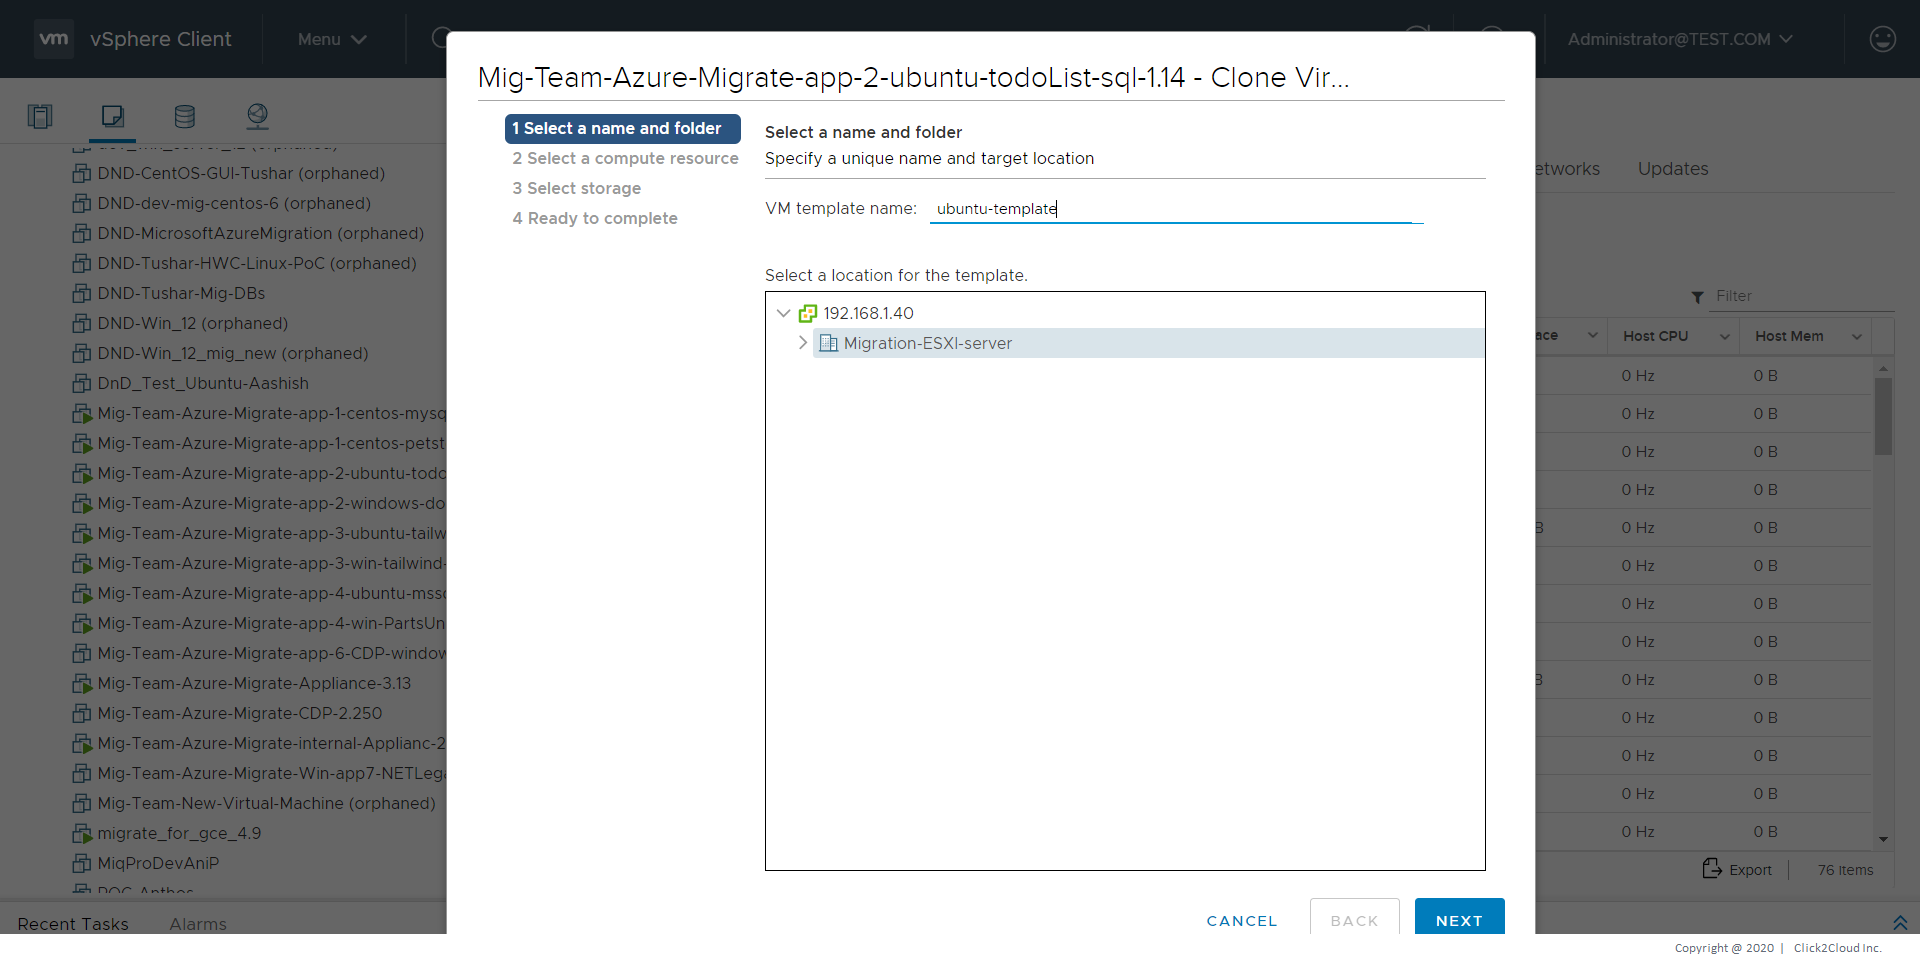 vm vSphere Client Menu Administrator@TEST.COM
Mig-Team-Azure-Migrate-app-2-ubuntu-todoList-sql-1.14 - Clone Vir...
1 Select a name and folder
2 Select a compute resource
3 Select storage
4 Ready to complete
Select a name and folder
Specify a unique name and target location
VM template name: ubuntu-template
Select a location for the template.
192.168.1.40
Migration-ESXI-server
CANCEL BACK NEXT
DND-CentOS-GUI-Tushar (orphaned)
DND-dev-mig-centos-6 (orphaned)
DND-MicrosoftAzureMigration (orphaned)
DND-Tushar-HWC-Linux-PoC (orphaned)
DND-Tushar-Mig-DBs
DND-Win_12 (orphaned)
DND-Win_12_mig_new (orphaned)
DnD_Test_Ubuntu-Aashish
Mig-Team-Azure-Migrate-app-1-centos-mysq
Mig-Team-Azure-Migrate-app-1-centos-petst
Mig-Team-Azure-Migrate-app-2-ubuntu-todo
Mig-Team-Azure-Migrate-app-2-windows-do
Mig-Team-Azure-Migrate-app-3-ubuntu-tailw
Mig-Team-Azure-Migrate-app-3-win-tailwind-
Mig-Team-Azure-Migrate-app-4-ubuntu-mss
Mig-Team-Azure-Migrate-app-4-win-PartsUn
Mig-Team-Azure-Migrate-app-6-CDP-window
Mig-Team-Azure-Migrate-Appliance-3.13
Mig-Team-Azure-Migrate-CDP-2.250
Mig-Team-Azure-Migrate-internal-Applianc-2
Mig-Team-Azure-Migrate-Win-app7-NETLega
Mig-Team-New-Virtual-Machine (orphaned)
migrate_for_gce_4.9
MiqProDevAniP
etworks Updates
Filter
ace Host CPU Host Mem
0 Hz 0 B
0 Hz 0 B
0 Hz 0 B
0 Hz 0 B
B 0 Hz 0 B
0 Hz 0 B
0 Hz 0 B
0 Hz 0 B
B 0 Hz 0 B
0 Hz 0 B
0 Hz 0 B
0 Hz 0 B
0 Hz 0 B
Export 76 items
Recent Tasks Alarms
Copyright @ 2020 | Click2Cloud Inc.